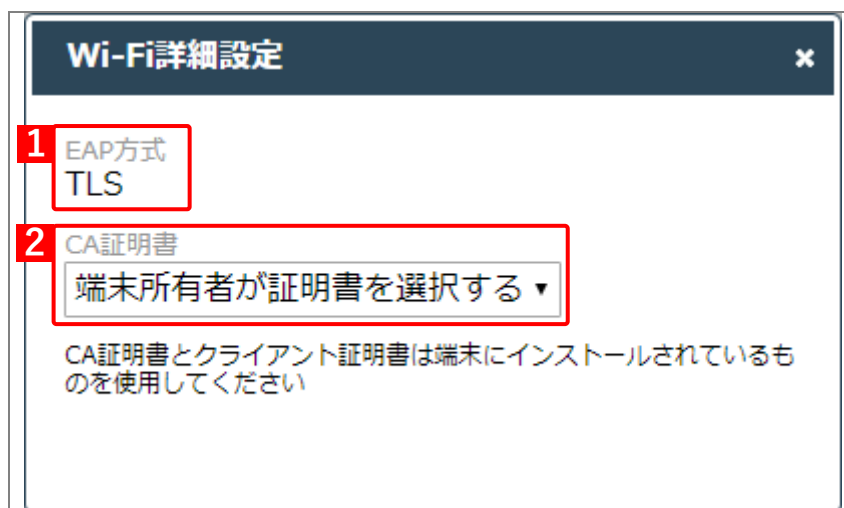 Wi-Fi詳細設定 ×
1 EAP方式
TLS
2 CA証明書
端末所有者が証明書を選択する ▼
CA証明書とクライアント証明書は端末にインストールされているも
のを使用してください